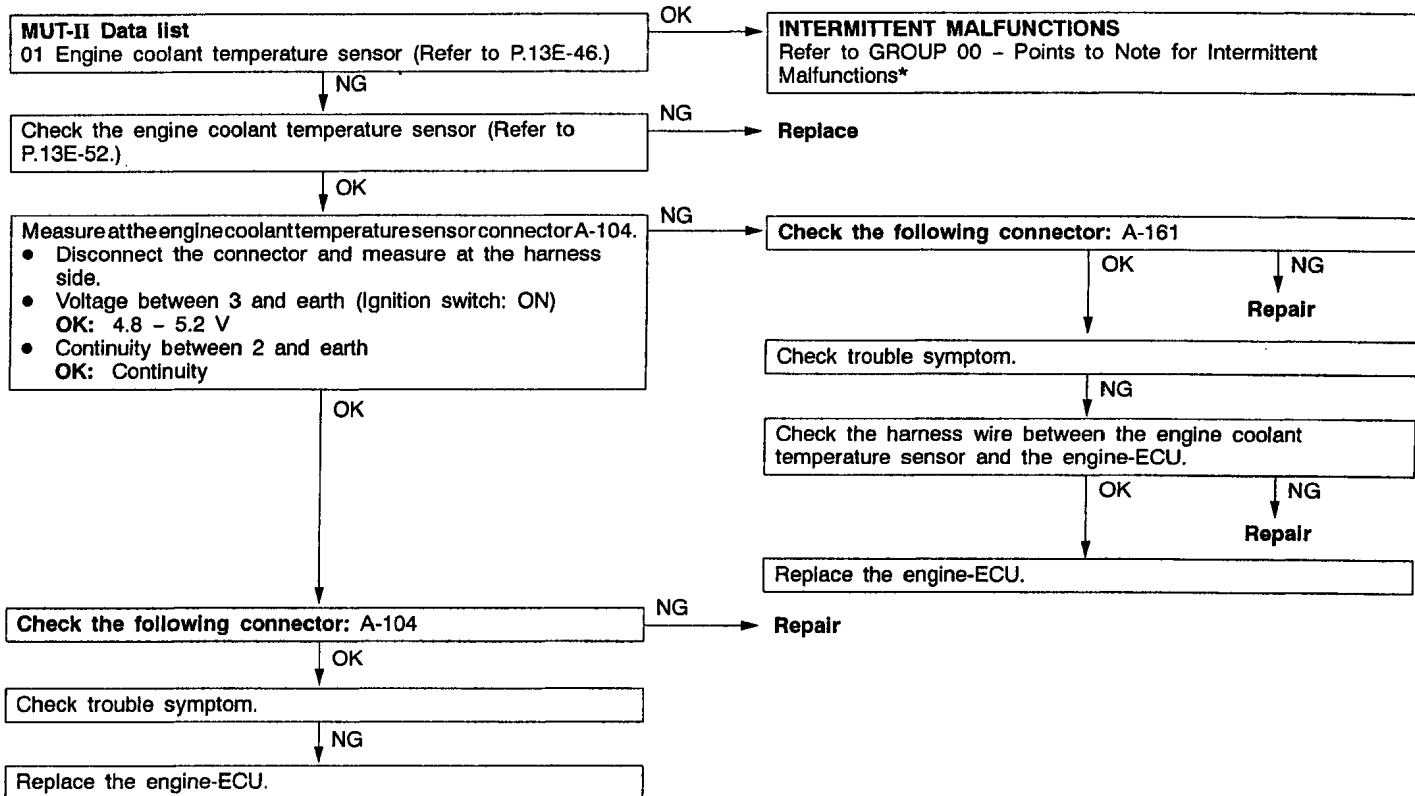 MUT-II Data list
01 Engine coolant temperature sensor (Refer to P.13E-46.)
OK
INTERMITTENT MALFUNCTIONS
Refer to GROUP 00 – Points to Note for Intermittent
Malfunctions*
NG
Check the engine coolant temperature sensor (Refer to
P.13E-52.)
NG
Replace
OK
Measure at the engine coolant temperature sensor connector A-104.
● Disconnect the connector and measure at the harness
side.
● Voltage between 3 and earth (Ignition switch: ON)
OK: 4.8 – 5.2 V
● Continuity between 2 and earth
OK: Continuity
NG
Check the following connector: A-161
OK
NG
Repair
Check trouble symptom.
NG
Check the harness wire between the engine coolant
temperature sensor and the engine-ECU.
OK
NG
Repair
Replace the engine-ECU.
OK
Check the following connector: A-104
NG
Repair
OK
Check trouble symptom.
NG
Replace the engine-ECU.